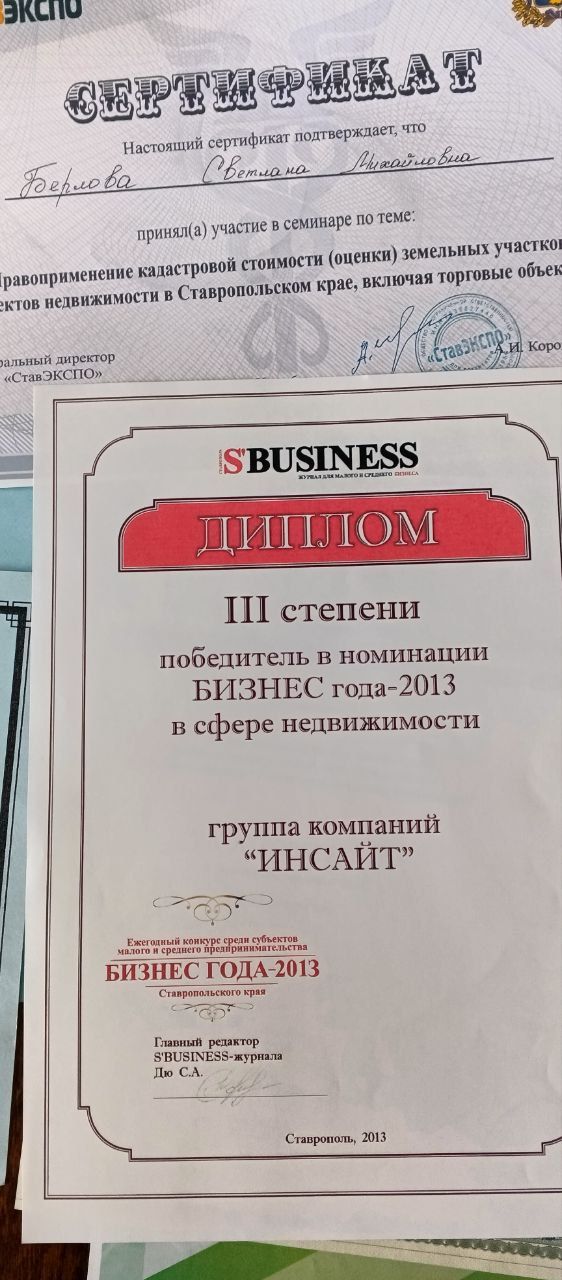 ЭКСПО
СЕРТИФИКАТ
Настоящий сертификат подтверждает, что
Берлова Светлана Михайловна
принял(а) участие в семинаре по теме:
Правоприменение кадастровой стоимости (оценки) земельных участков
ектов недвижимости в Ставропольском крае, включая торговые объек
ральный директор
«СтавЭКСПО»
«СтавЭКСПО»
А.И. Коро
S'BUSINESS
ЖУРНАЛ ДЛЯ МАЛОГО И СРЕДНЕГО БИЗНЕСА
ДИПЛОМ
III степени
победитель в номинации
БИЗНЕС года-2013
в сфере недвижимости
группа компаний
“ИНСАЙТ”
Ежегодный конкурс среди субъектов
малого и среднего предпринимательства
БИЗНЕС ГОДА-2013
Ставропольского края
Главный редактор
S'BUSINESS-журнала
Дю С.А.
Ставрополь, 2013